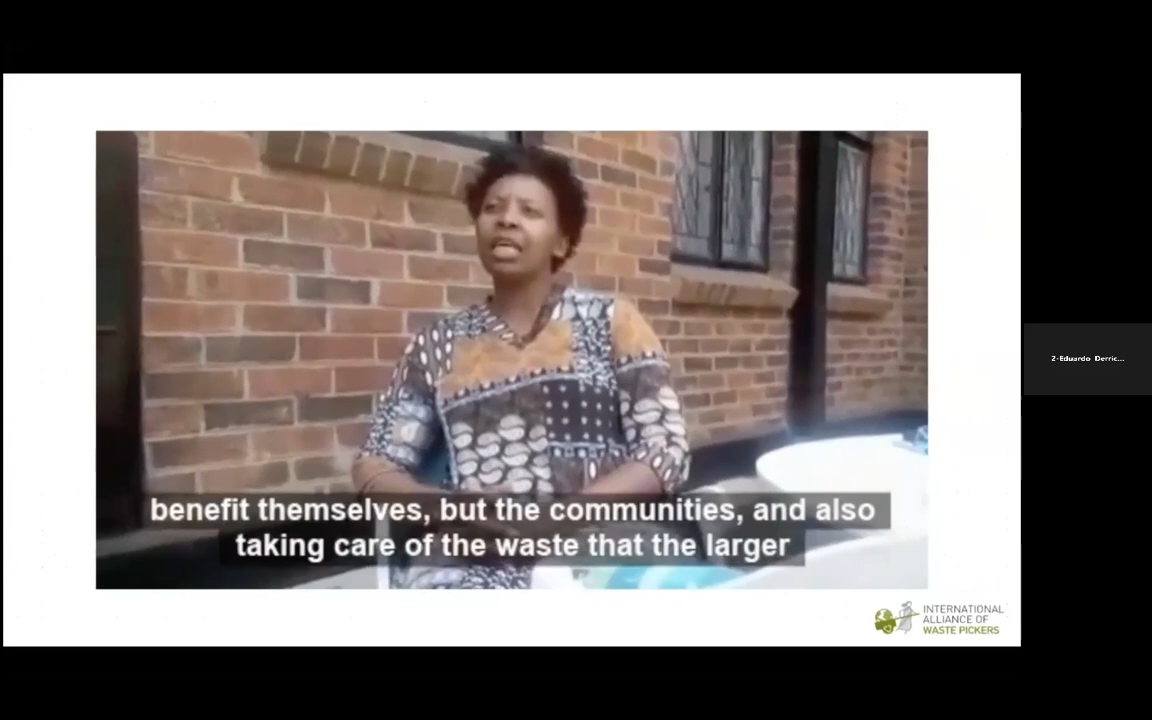 benefit themselves, but the communities, and also
taking care of the waste that the larger
2-Eduardo Derric...
INTERNATIONAL
ALLIANCE OF
WASTE PICKERS